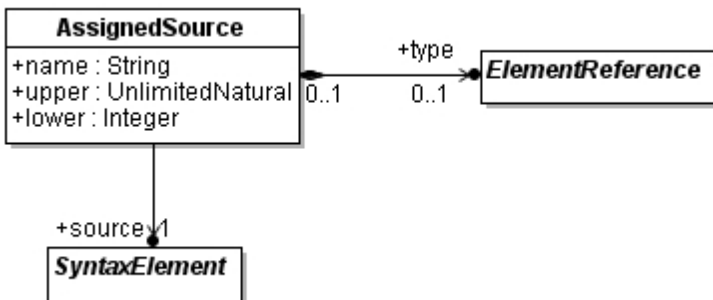 AssignedSource
+name : String
+upper : UnlimitedNatural
+lower : Integer
+type
0..1
0..1
ElementReference
+source 1
SyntaxElement